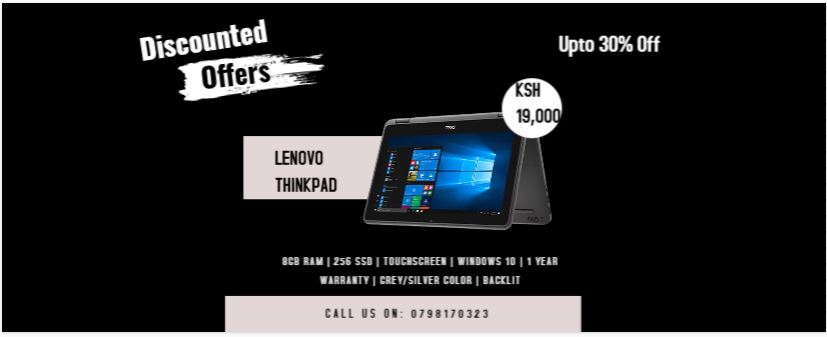 Discounted
Offers
Upto 30% Off
KSH
19,000
LENOVO
THINKPAD
8GB RAM | 256 SSD | TOUCHSCREEN | WINDOWS 10 | 1 YEAR
WARRANTY | GREY/SILVER COLOR | BACKLIT
CALL US ON: 0798170323